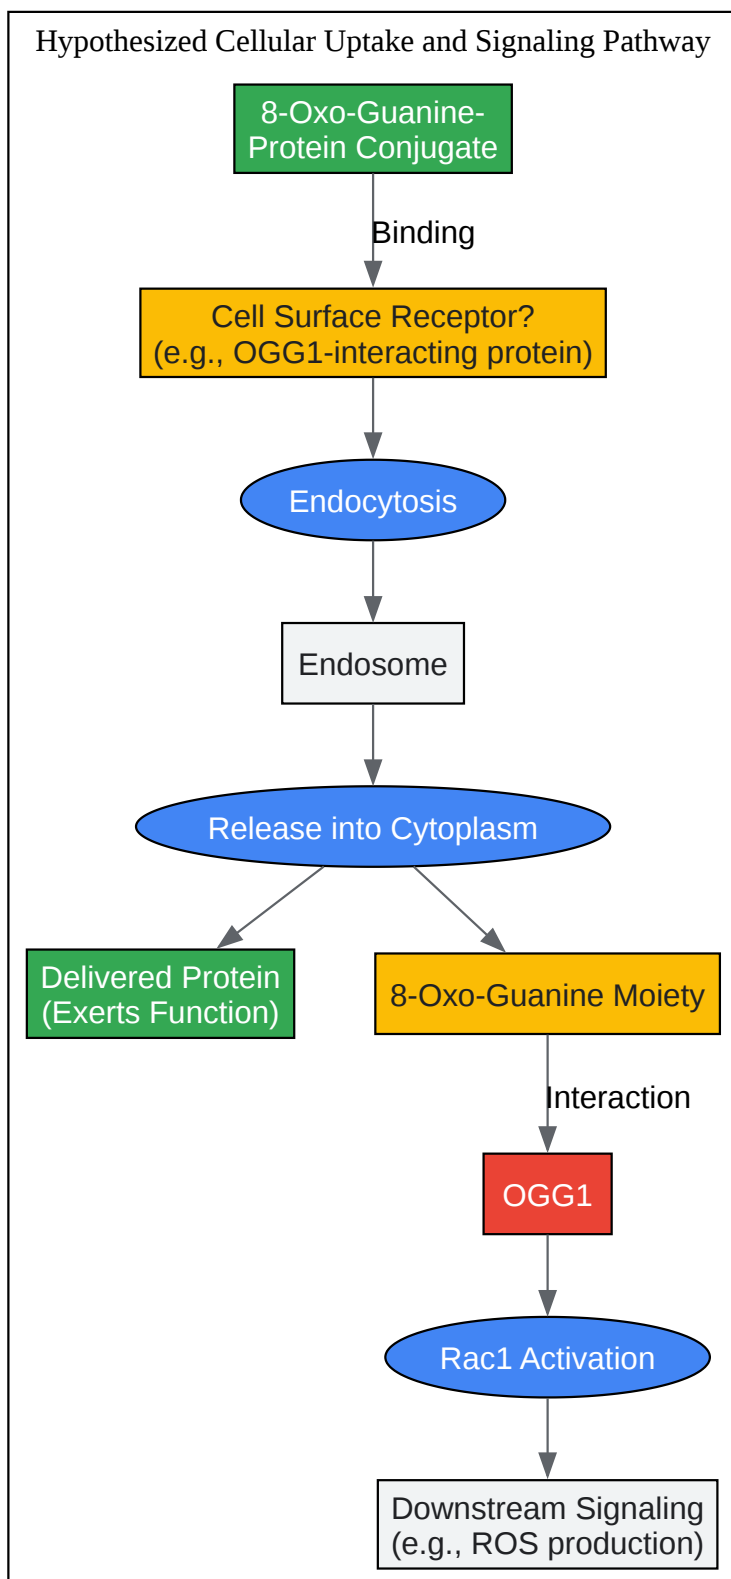 Hypothesized Cellular Uptake and Signaling Pathway
8-Oxo-Guanine-
Protein Conjugate
Binding
Cell Surface Receptor?
(e.g., OGG1-interacting protein)
Endocytosis
Endosome
Release into Cytoplasm
Delivered Protein
(Exerts Function)
8-Oxo-Guanine Moiety
Interaction
OGG1
Rac1 Activation
Downstream Signaling
(e.g., ROS production)